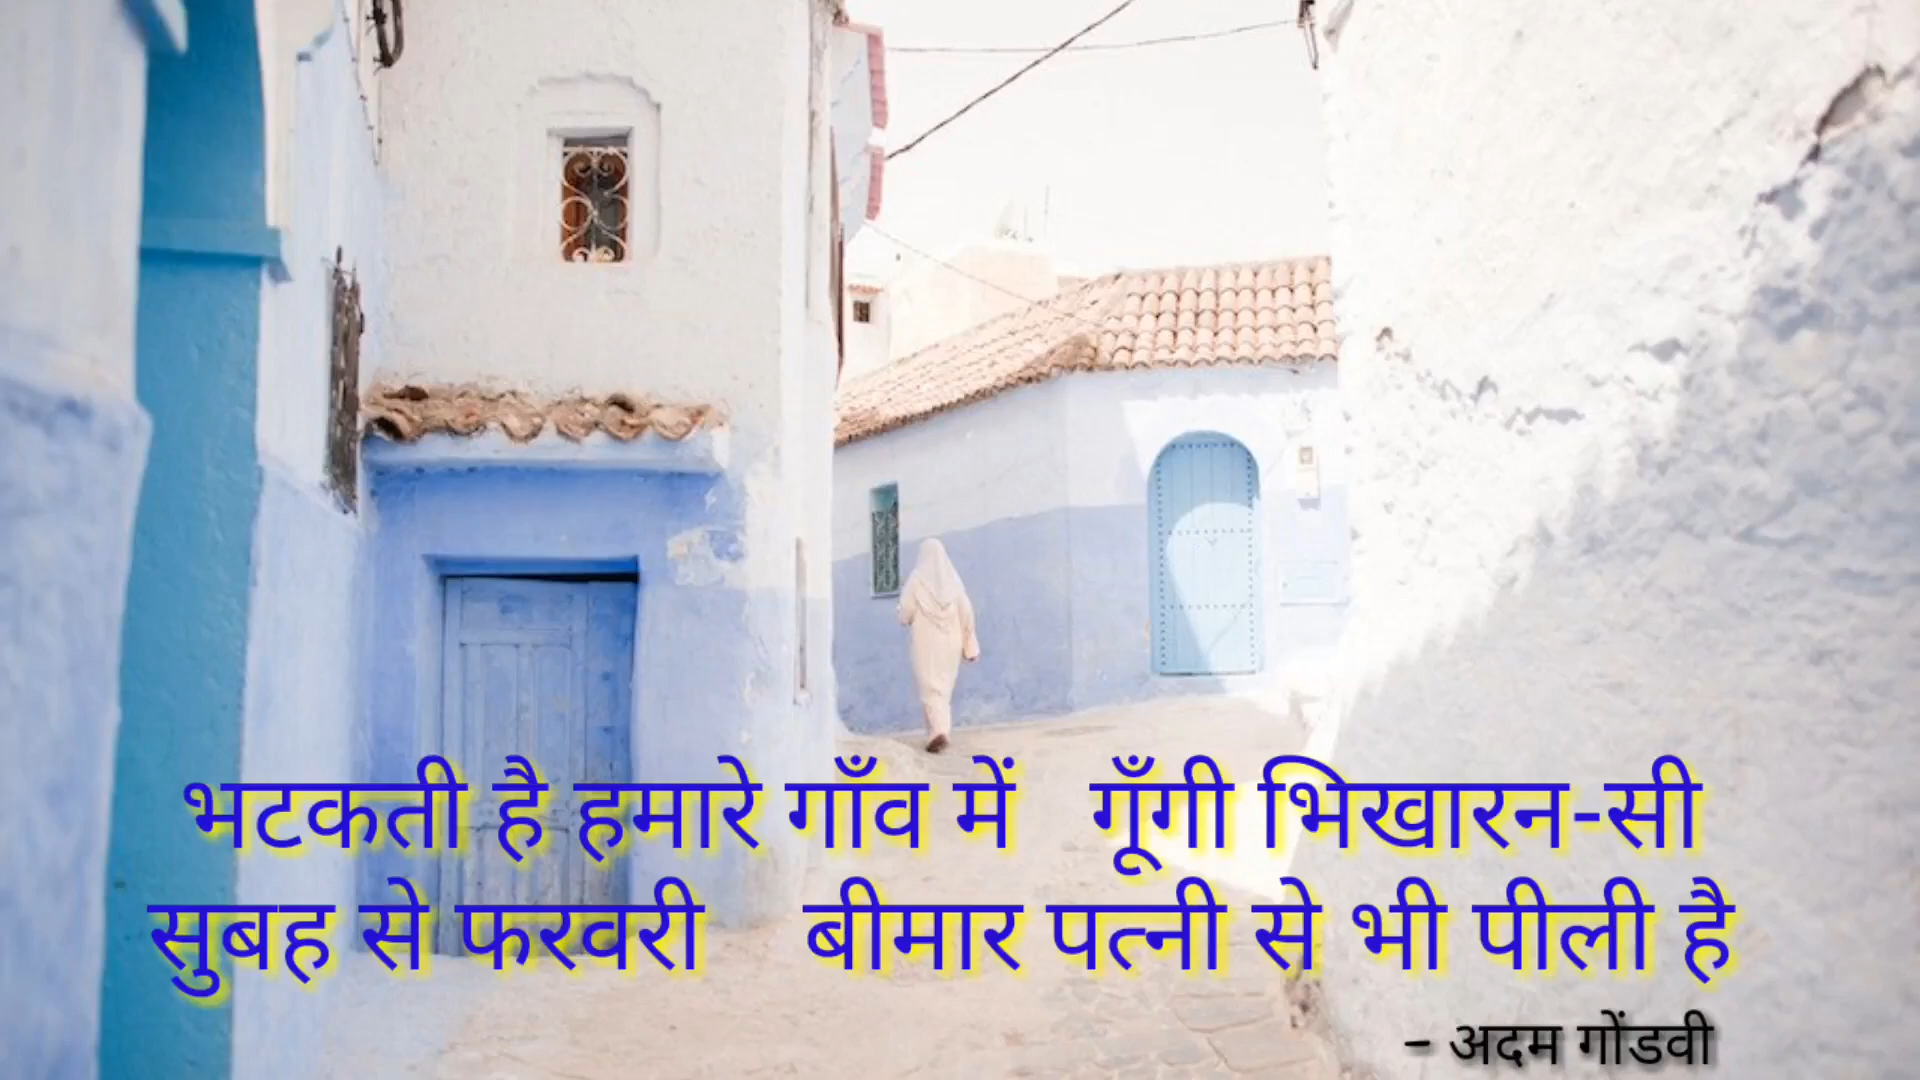 भटकती है हमारे गाँव में गूँगी भिखारन-सी
सुबह से फरवरी बीमार पत्नी से भी पीली है
– अदम गोंडवी